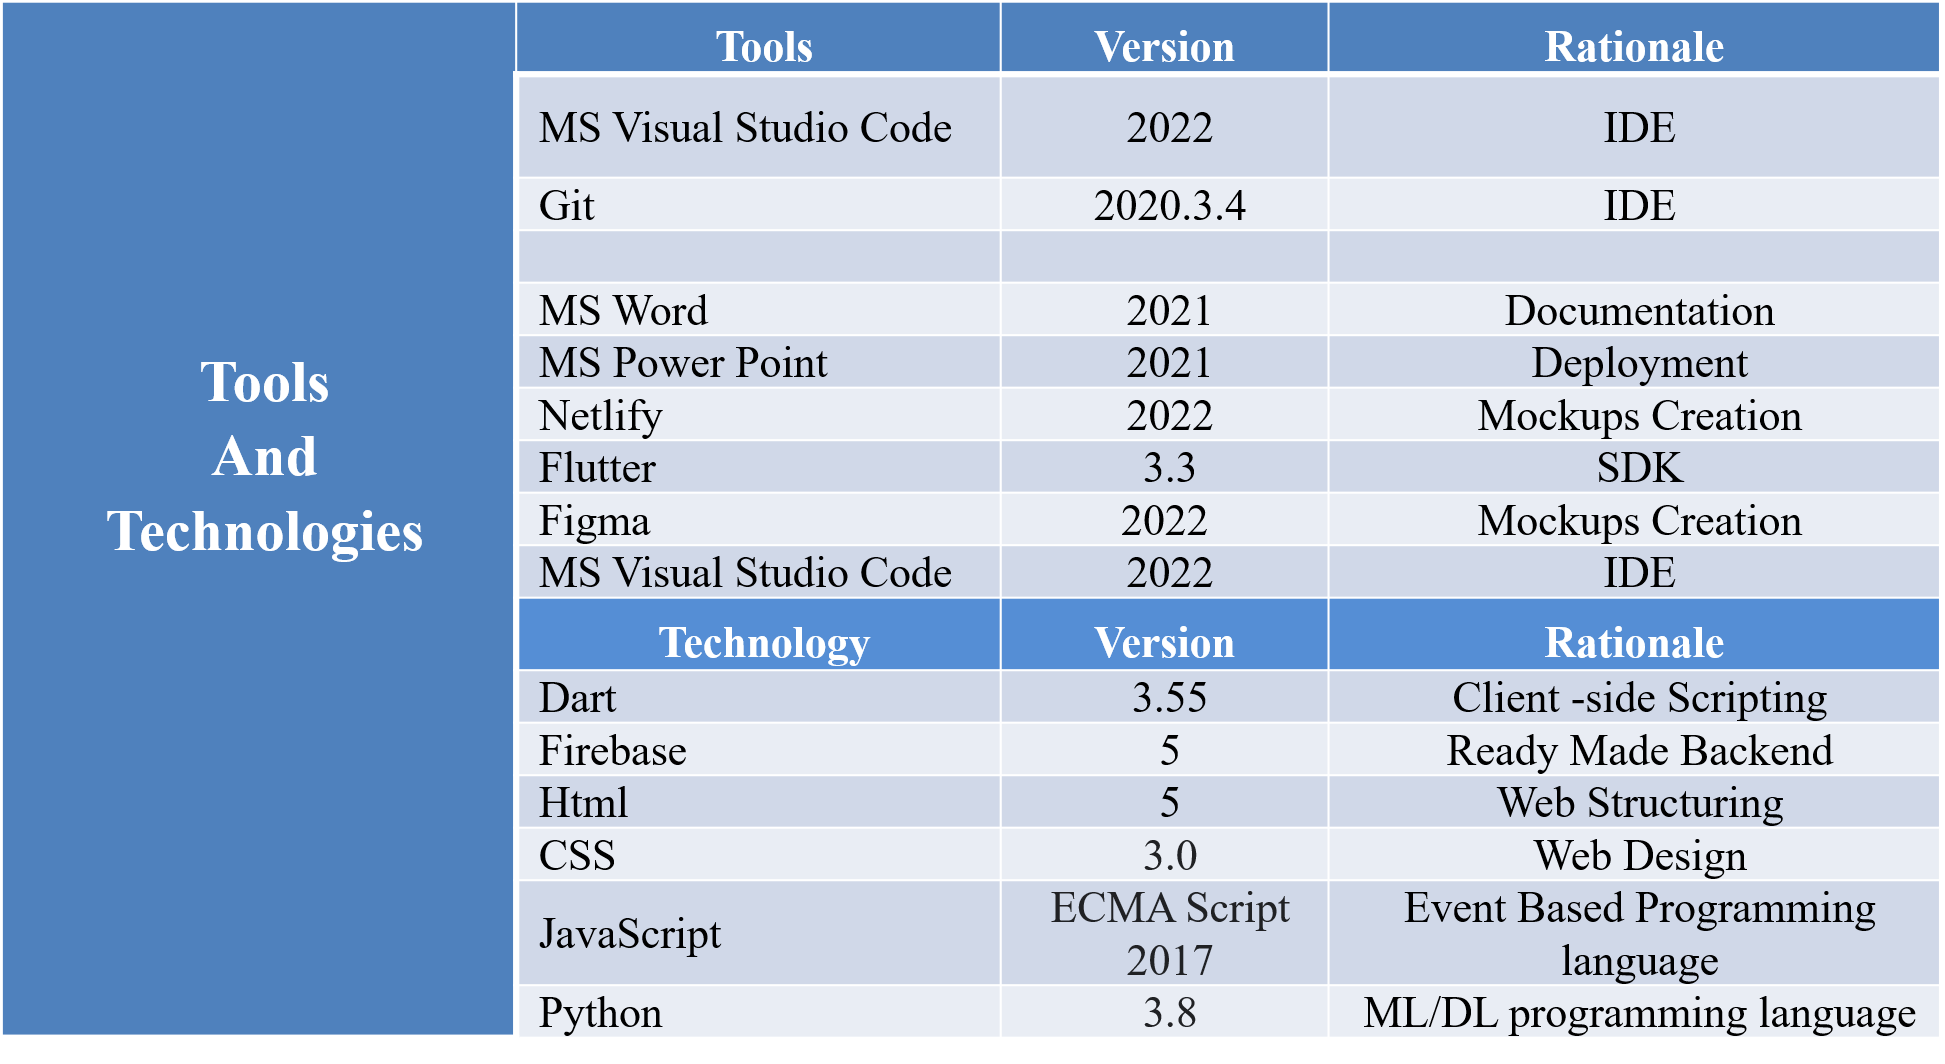 Tools
And
Technologies
Tools Version Rationale
MS Visual Studio Code 2022 IDE
Git 2020.3.4 IDE
MS Word 2021 Documentation
MS Power Point 2021 Deployment
Netlify 2022 Mockups Creation
Flutter 3.3 SDK
Figma 2022 Mockups Creation
MS Visual Studio Code 2022 IDE
Technology Version Rationale
Dart 3.55 Client -side Scripting
Firebase 5 Ready Made Backend
Html 5 Web Structuring
CSS 3.0 Web Design
JavaScript
ECMA Script
2017
Event Based Programming
language
Python 3.8 ML/DL programming language